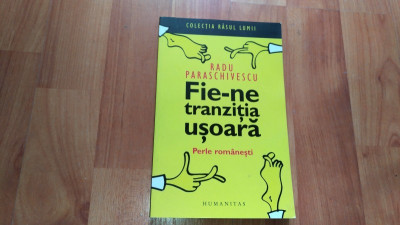 COLECȚIA RÂSUL LUMII
RADU
PARASCHIVESCU
Fie-ne
tranziția
ușoară
Perle românești
HUMANITAS